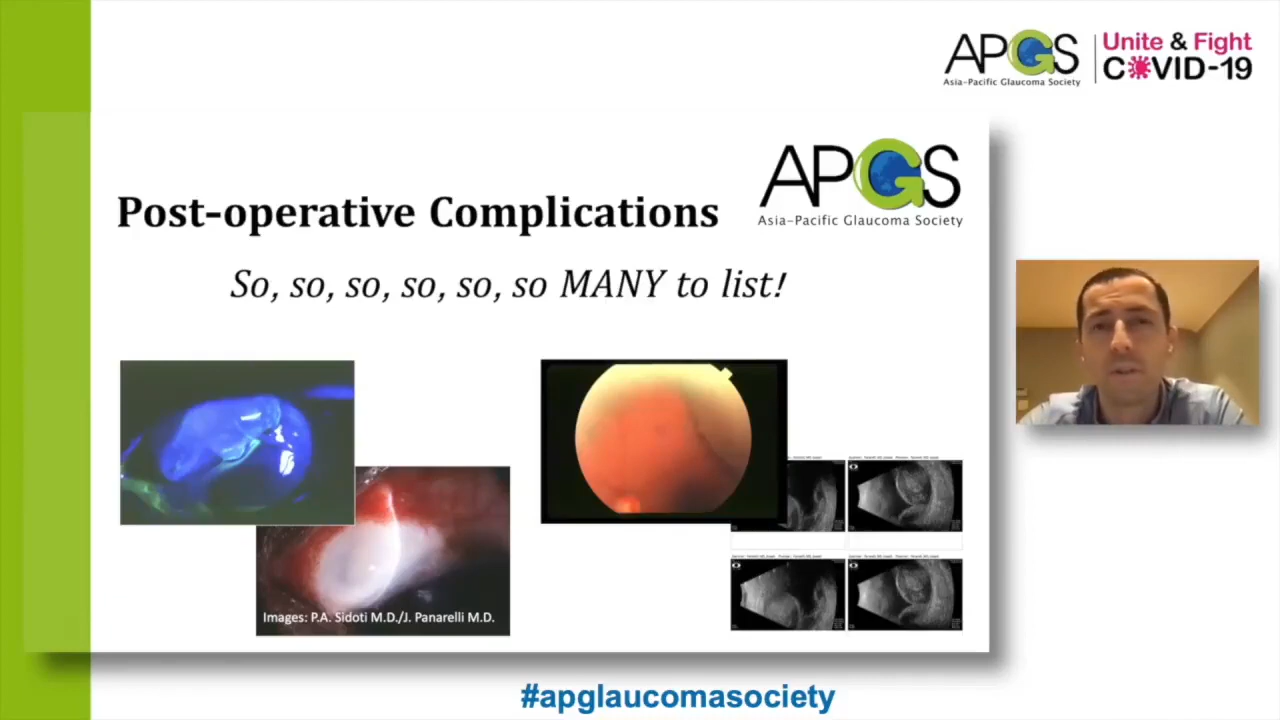 APGS
Asia-Pacific Glaucoma Society
Unite & Fight
COVID-19
APGS
Asia-Pacific Glaucoma Society
Post-operative Complications
So, so, so, so, so, so MANY to list!
Images: P.A. Sidoti M.D./J. Panarelli M.D.
#apglaucomasociety